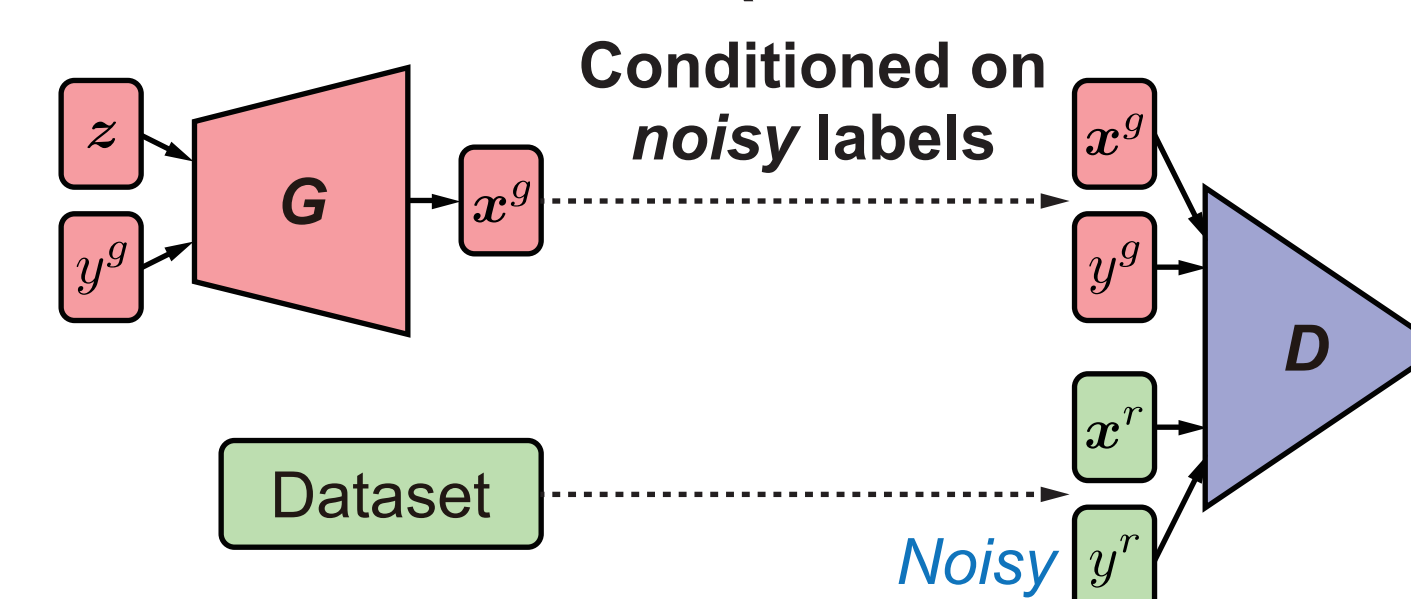 Conditioned on
noisy labels
z
y^g
G
x^g
x^g
y^g
D
x^r
Dataset
Noisy
y^r